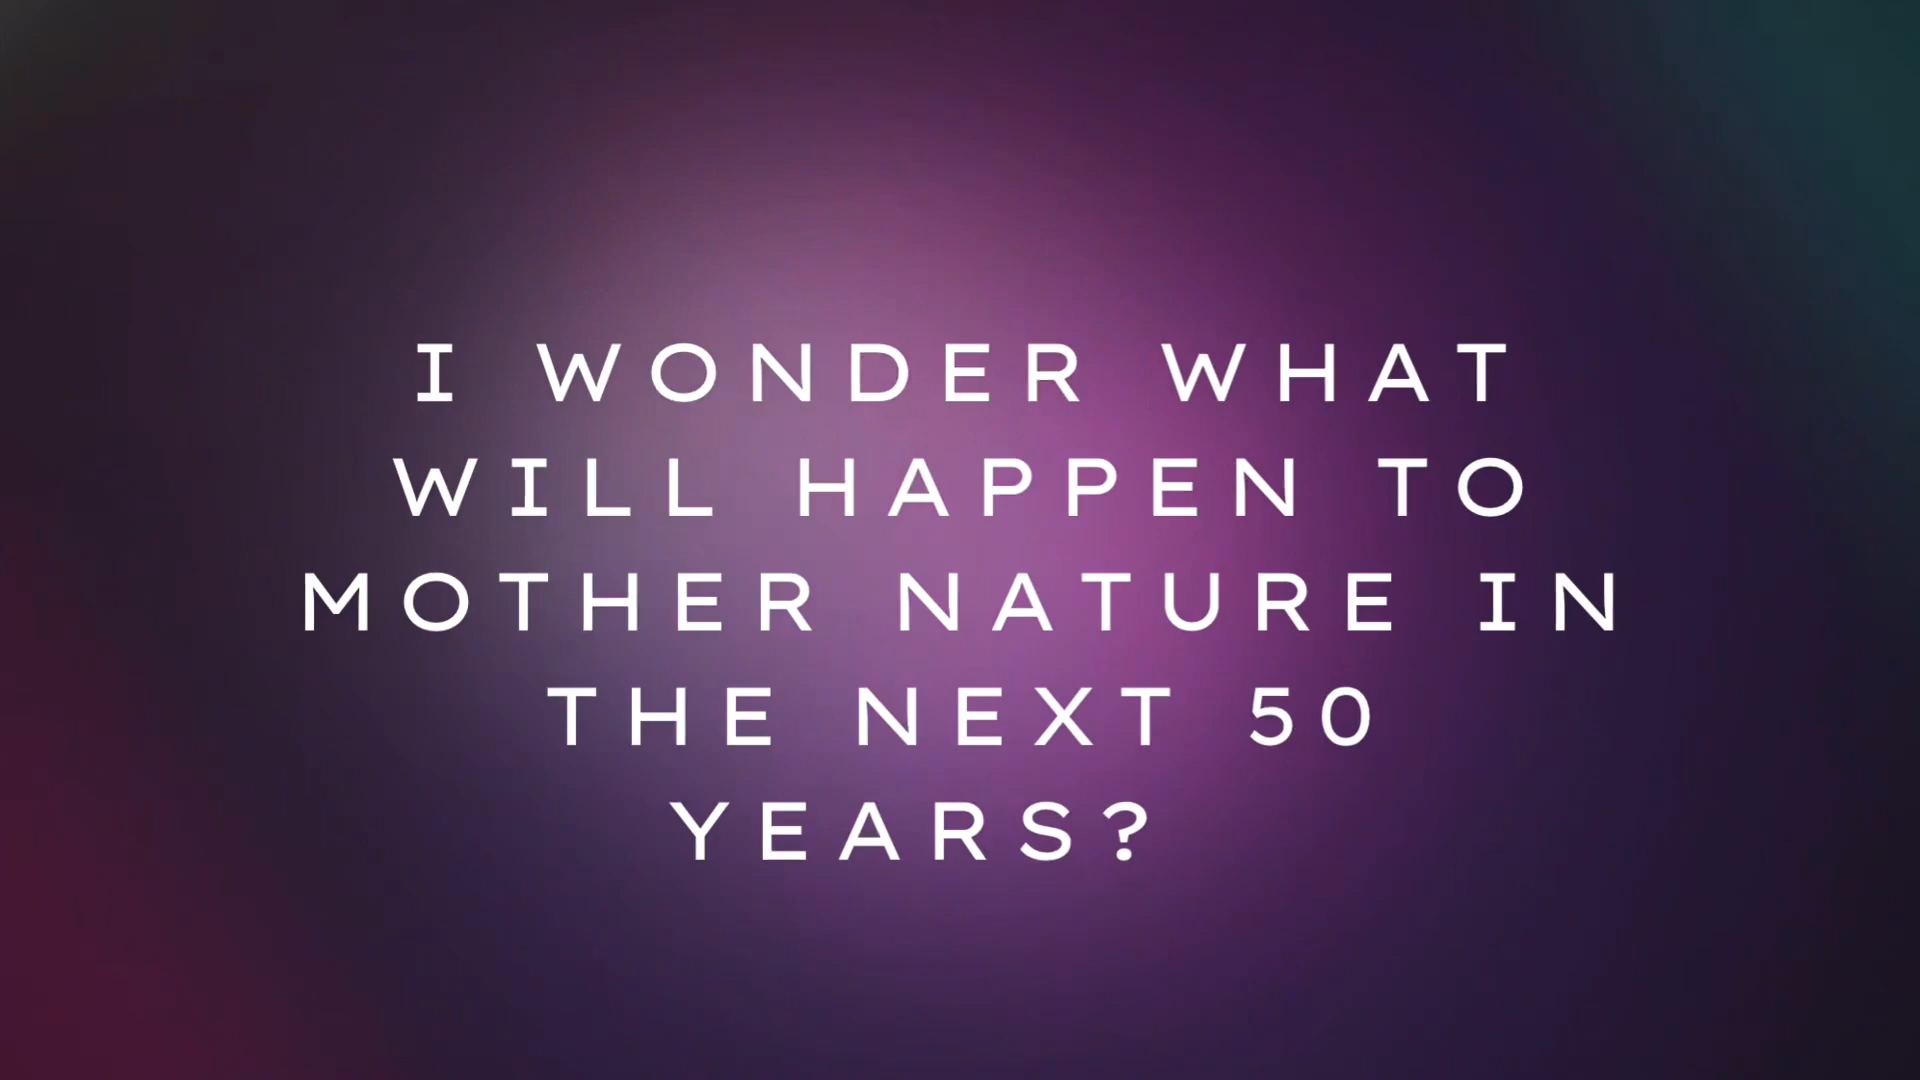 I WONDER WHAT
WILL HAPPEN TO
MOTHER NATURE IN
THE NEXT 50
YEARS?